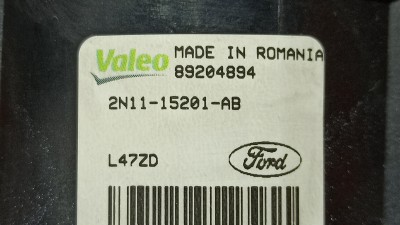 Valeo MADE IN ROMANIA
89204894
2N11-15201-AB
L47ZD Ford